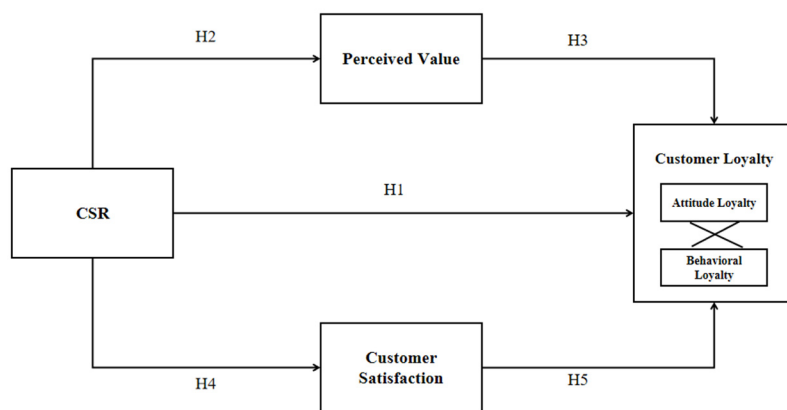 H2
Perceived Value
H3
CSR
H1
Customer Loyalty
Attitude Loyalty
Behavioral
Loyalty
H4
Customer
Satisfaction
H5